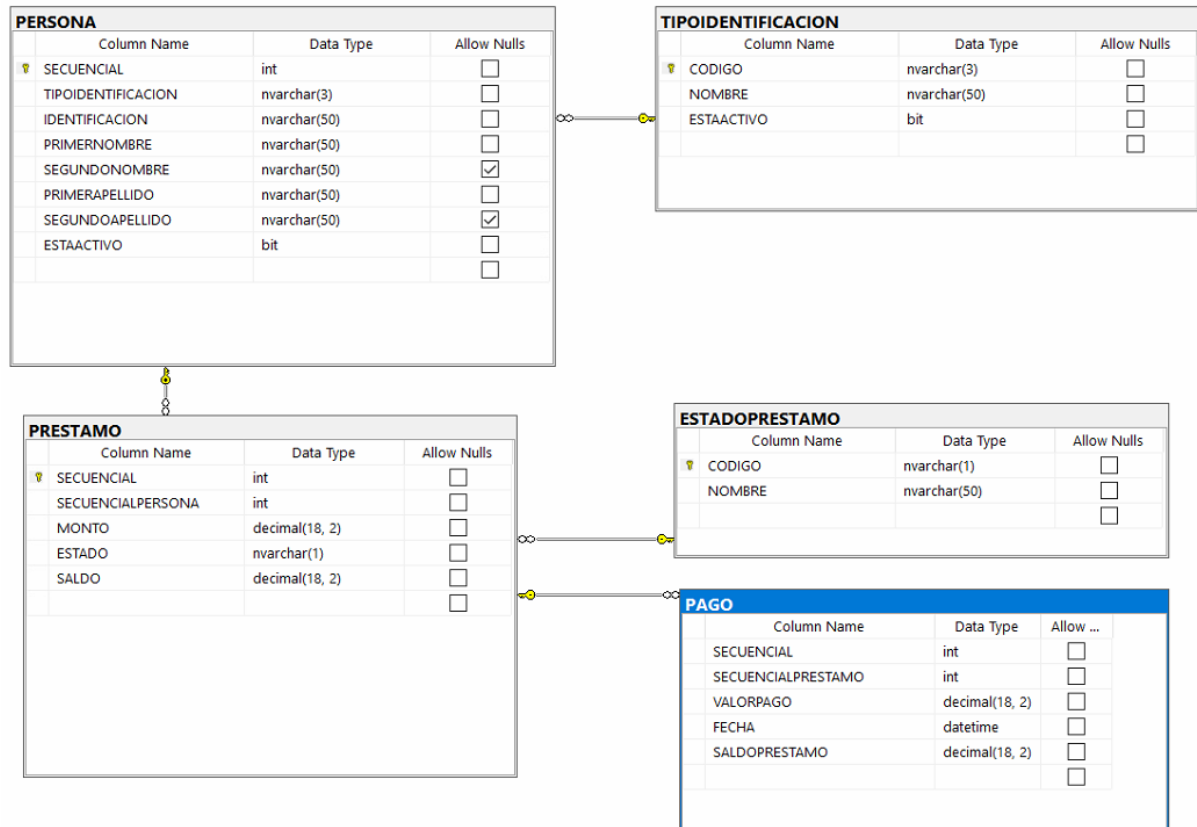 PERSONA
Column Name Data Type Allow Nulls
SECUENCIAL int
TIPOIDENTIFICACION nvarchar(3)
IDENTIFICACION nvarchar(50)
PRIMERNOMBRE nvarchar(50)
SEGUNDONOMBRE nvarchar(50)
PRIMERAPELLIDO nvarchar(50)
SEGUNDOAPELLIDO nvarchar(50)
ESTAACTIVO bit
TIPOIDENTIFICACION
Column Name Data Type Allow Nulls
CODIGO nvarchar(3)
NOMBRE nvarchar(50)
ESTAACTIVO bit
PRESTAMO
Column Name Data Type Allow Nulls
SECUENCIAL int
SECUENCIALPERSONA int
MONTO decimal(18, 2)
ESTADO nvarchar(1)
SALDO decimal(18, 2)
ESTADOPRESTAMO
Column Name Data Type Allow Nulls
CODIGO nvarchar(1)
NOMBRE nvarchar(50)
PAGO
Column Name Data Type Allow ...
SECUENCIAL int
SECUENCIALPRESTAMO int
VALORPAGO decimal(18, 2)
FECHA datetime
SALDOPRESTAMO decimal(18, 2)